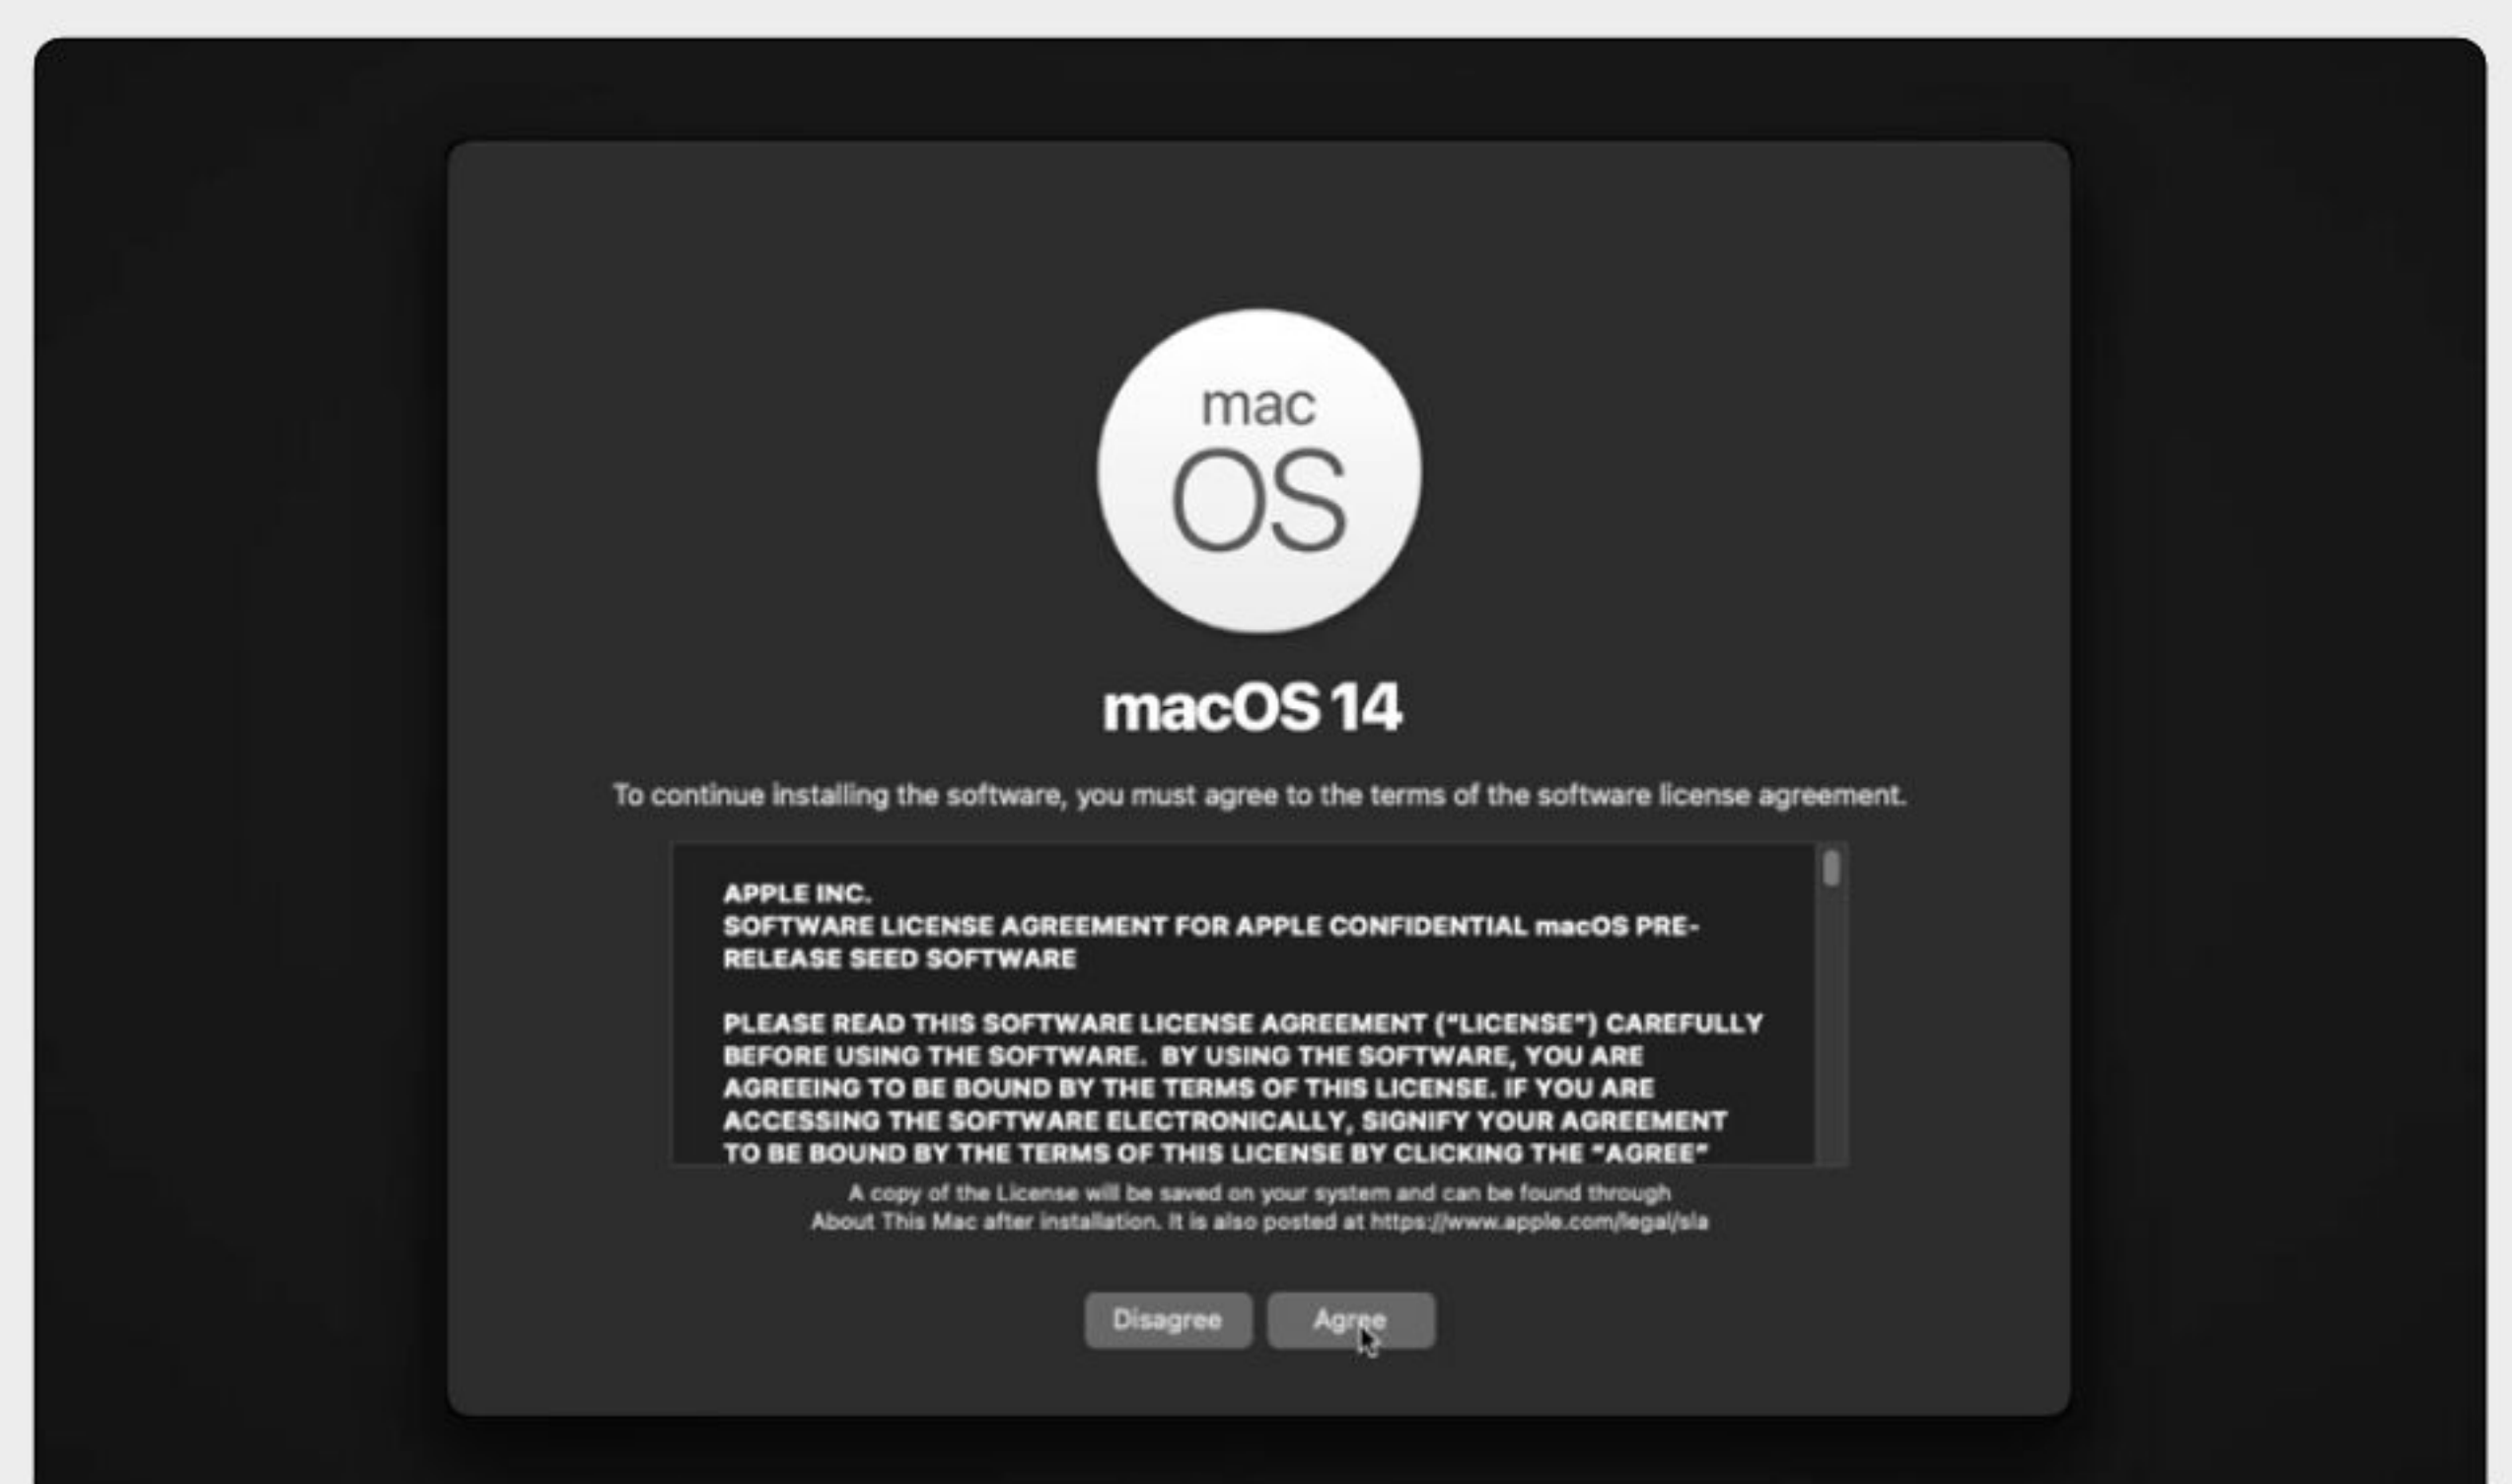 mac
OS
macOS 14
To continue installing the software, you must agree to the terms of the software license agreement.
APPLE INC.
SOFTWARE LICENSE AGREEMENT FOR APPLE CONFIDENTIAL macOS PRE-
RELEASE SEED SOFTWARE
PLEASE READ THIS SOFTWARE LICENSE AGREEMENT (“LICENSE”) CAREFULLY
BEFORE USING THE SOFTWARE.  BY USING THE SOFTWARE, YOU ARE
AGREEING TO BE BOUND BY THE TERMS OF THIS LICENSE. IF YOU ARE
ACCESSING THE SOFTWARE ELECTRONICALLY, SIGNIFY YOUR AGREEMENT
TO BE BOUND BY THE TERMS OF THIS LICENSE BY CLICKING THE “AGREE”
A copy of the License will be saved on your system and can be found through
About This Mac after installation. It is also posted at https://www.apple.com/legal/sla
Disagree Agree